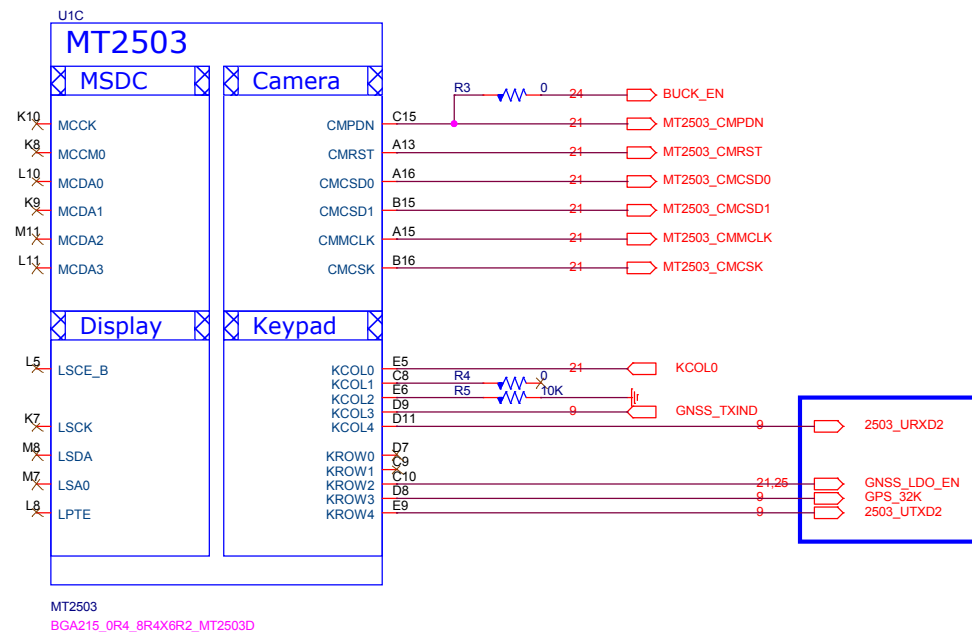 U1C
MT2503
MSDC
Camera
R3 0 24 BUCK_EN
K10 MCCK CMPDN C15 21 MT2503_CMPDN
K8 MCCM0 CMRST A13 21 MT2503_CMRST
L10 MCDA0 CMCSD0 A16 21 MT2503_CMCSD0
K9 MCDA1 CMCSD1 B15 21 MT2503_CMCSD1
M11 MCDA2 CMMCLK A15 21 MT2503_CMMCLK
L11 MCDA3 CMCSK B16 21 MT2503_CMCSK
Display
Keypad
L5 LSCE_B KCOL0 E5 21 KCOL0
KCOL1 C8 R4 0
KCOL2 E6 R5 10K
KCOL3 D9 9 GNSS_TXIND
K7 LSCK KCOL4 D11 9 2503_URXD2
M8 LSDA KROW0 D7
KROW1 C9
M7 LSA0 KROW2 C10 21,25 GNSS_LDO_EN
KROW3 D8 9 GPS_32K
L8 LPTE KROW4 E9 9 2503_UTXD2
MT2503
BGA215_0R4_8R4X6R2_MT2503D